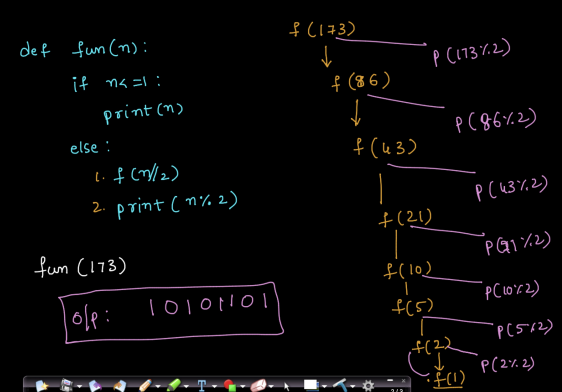 def fun(n):
if n<=1:
print(n)
else:
1. f(n//2)
2. print(n%2)
fun(173)
o/p: 10101101
f(173)
p(173%2)
f(86)
p(86%2)
f(43)
p(43%2)
f(21)
p(21%2)
f(10)
p(10%2)
f(5)
p(5%2)
f(2)
p(2%2)
f(1)